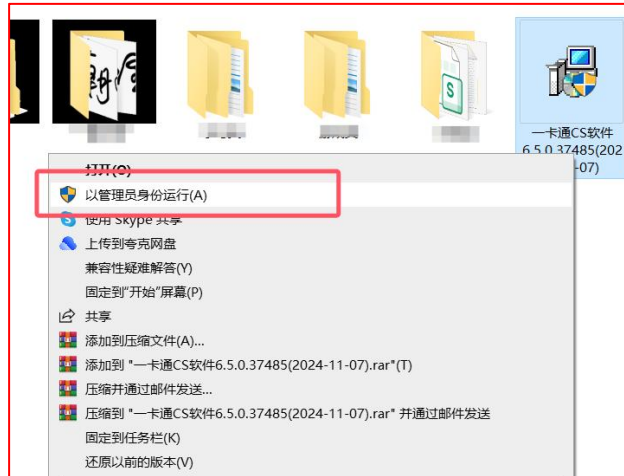 一卡通CS软件
6.5.0.37485(202
-07)
打开(O)
以管理员身份运行(A)
使用 Skype 共享
上传到夸克网盘
兼容性疑难解答(Y)
固定到"开始"屏幕(P)
共享
添加到压缩文件(A)...
添加到 "一卡通CS软件6.5.0.37485(2024-11-07).rar"(T)
压缩并通过邮件发送...
压缩到 "一卡通CS软件6.5.0.37485(2024-11-07).rar" 并通过邮件发送
固定到任务栏(K)
还原以前的版本(V)